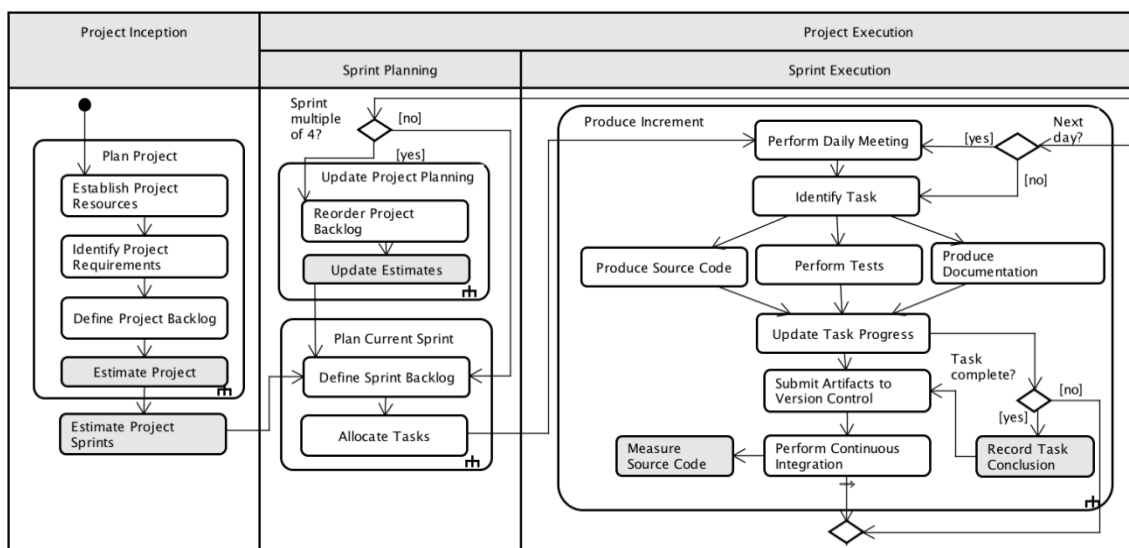 Project Inception
Project Execution
Sprint Planning
Sprint Execution
Plan Project
Establish Project
Resources
Identify Project
Requirements
Define Project Backlog
Estimate Project
Estimate Project
Sprints
Sprint
multiple
of 4?
[no]
[yes]
Update Project Planning
Reorder Project
Backlog
Update Estimates
Plan Current Sprint
Define Sprint Backlog
Allocate Tasks
Produce Increment
Perform Daily Meeting
[yes]
Next
day?
[no]
Identify Task
Produce Source Code
Perform Tests
Produce
Documentation
Update Task Progress
Task
complete?
[no]
[yes]
Submit Artifacts to
Version Control
Measure
Source Code
Perform Continuous
Integration
Record Task
Conclusion